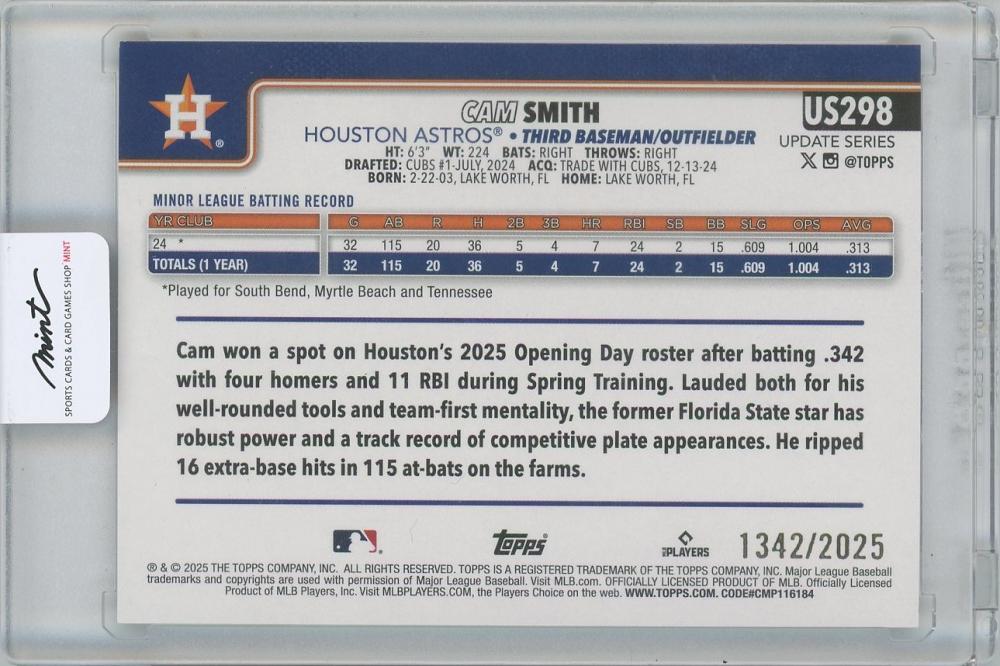 H ®
CAM SMITH
US298
HOUSTON ASTROS® • THIRD BASEMAN/OUTFIELDER
UPDATE SERIES
HT: 6'3" WT: 224 BATS: RIGHT THROWS: RIGHT
X @TOPPS
DRAFTED: CUBS #1-JULY, 2024 ACQ: TRADE WITH CUBS, 12-13-24
BORN: 2-22-03, LAKE WORTH, FL HOME: LAKE WORTH, FL
MINOR LEAGUE BATTING RECORD
YR CLUB G AB R H 2B 3B HR RBI SB BB SLG OPS AVG
24 * 32 115 20 36 5 4 7 24 2 15 .609 1.004 .313
TOTALS (1 YEAR) 32 115 20 36 5 4 7 24 2 15 .609 1.004 .313
*Played for South Bend, Myrtle Beach and Tennessee
Cam won a spot on Houston's 2025 Opening Day roster after batting .342
with four homers and 11 RBI during Spring Training. Lauded both for his
well-rounded tools and team-first mentality, the former Florida State star has
robust power and a track record of competitive plate appearances. He ripped
16 extra-base hits in 115 at-bats on the farms.
Topps
MLB PLAYERS
1342/2025
® & © 2025 THE TOPPS COMPANY, INC. ALL RIGHTS RESERVED. TOPPS IS A REGISTERED TRADEMARK OF THE TOPPS COMPANY, INC. Major League Baseball
trademarks and copyrights are used with permission of Major League Baseball. Visit MLB.com. OFFICIALLY LICENSED PRODUCT OF MLB. Officially Licensed
Product of MLB Players, Inc. Visit MLBPLAYERS.COM, the Players Choice on the web. WWW.TOPPS.COM. CODE#CMP116184
mint
SPORTS CARDS & CARD GAMES SHOP MINT